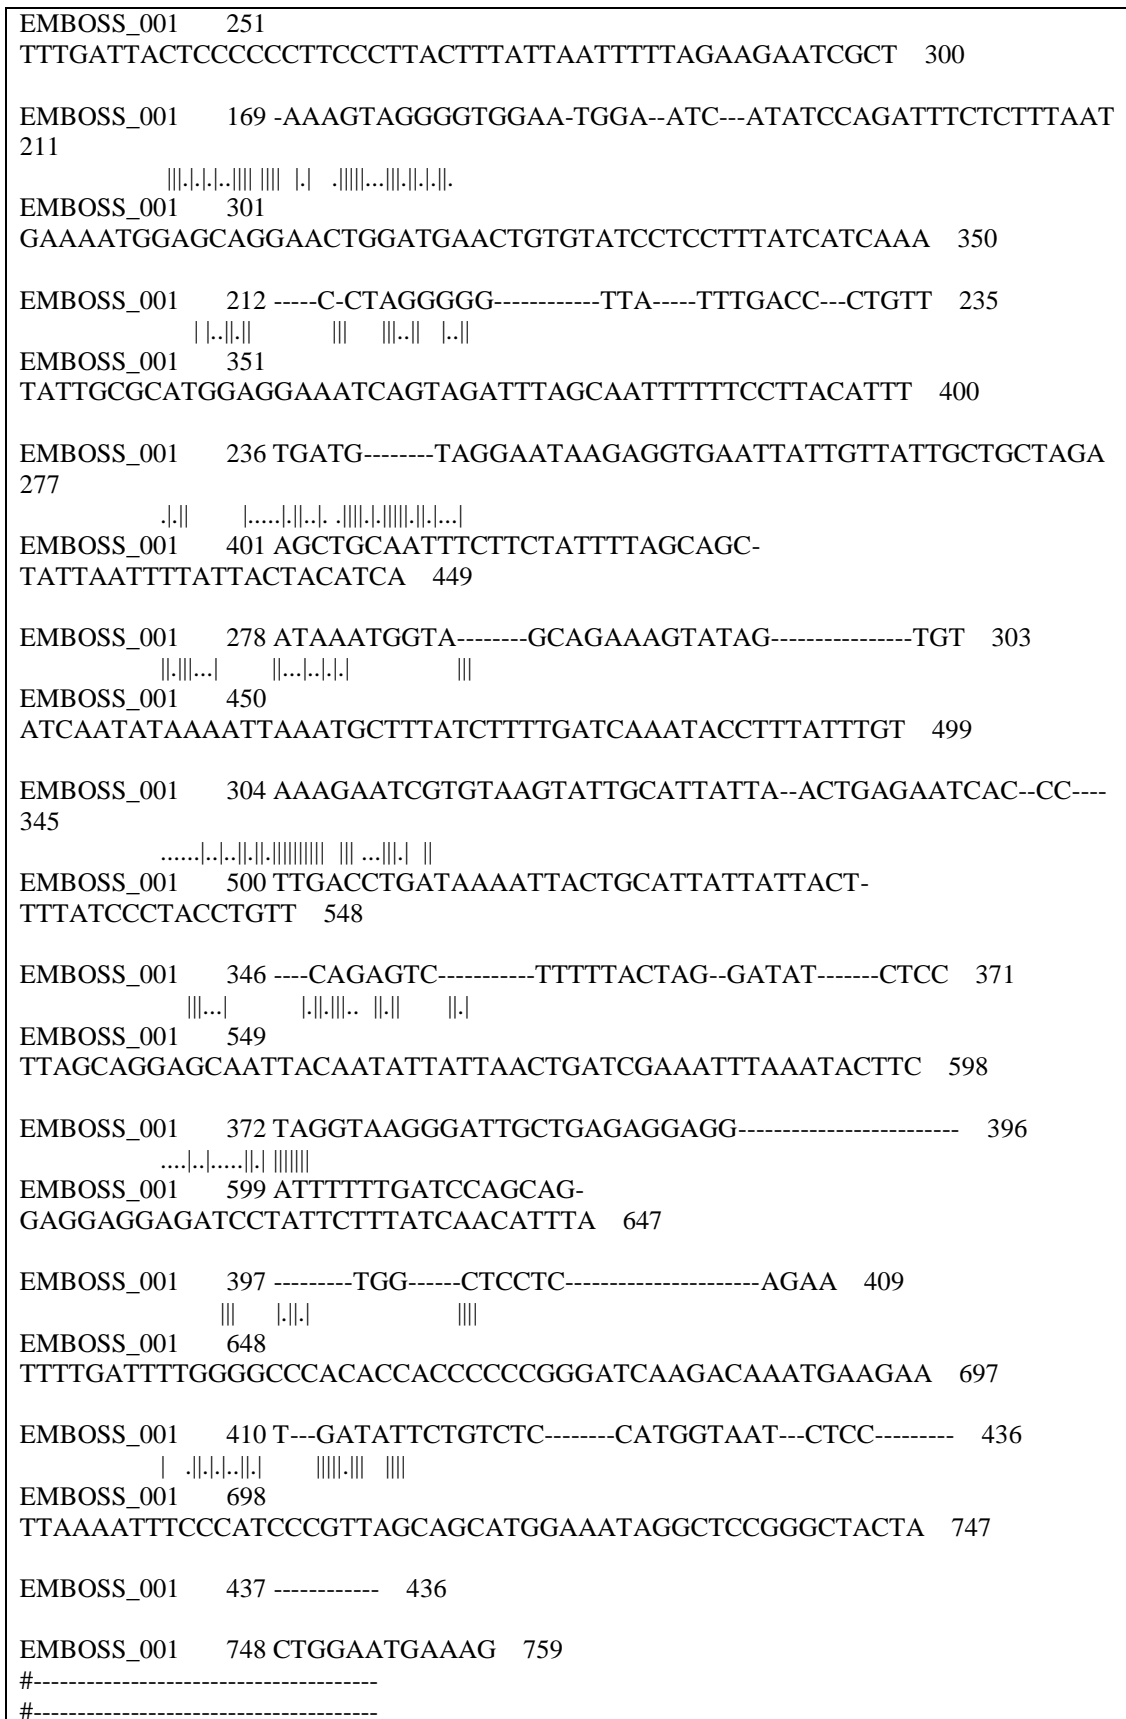 EMBOSS_001 251
TTTGATTACTCCCCCCTTCCCTTACTTTATTAATTTTTAGAAGAATCGCT 300
EMBOSS_001 169 -AAAGTAGGGGTGGAA-TGGA--ATC---ATATCCAGATTTCTCTTTAAT
211
|||.|.|.|..|||| |||| |.| .|||||...|||.||.|.||.
EMBOSS_001 301
GAAAATGGAGCAGGAACTGGATGAACTGTGTATCCTCCTTTATCATCAAA 350
EMBOSS_001 212 -----C-CTAGGGGG------------TTA-----TTTGACC---CTGTT 235
| |..||.|| ||| |||..|| |..||
EMBOSS_001 351
TATTGCGCATGGAGGAAATCAGTAGATTTAGCAATTTTTTCCTTACATTT 400
EMBOSS_001 236 TGATG--------TAGGAATAAGAGGTGAATTATTGTTATTGCTGCTAGA
277
.|.|| |.....|.||..|. .||||.|.|||||.||.|...|
EMBOSS_001 401 AGCTGCAATTTCTTCTATTTTAGCAGC-
TATTAATTTTATTACTACATCA 449
EMBOSS_001 278 ATAAATGGTA--------GCAGAAAGTATAG----------------TGT 303
||.|||...| ||...|..|.|.| |||
EMBOSS_001 450
ATCAATATAAAATTAAATGCTTTATCTTTTGATCAAATACCTTTATTTGT 499
EMBOSS_001 304 AAAGAATCGTGTAAGTATTGCATTATTA--ACTGAGAATCAC--CC----
345
......|..|..||.||.|||||||||| ||| ...|||.| ||
EMBOSS_001 500 TTGACCTGATAAAATTACTGCATTATTATTACT-
TTTATCCCTACCTGTT 548
EMBOSS_001 346 ----CAGAGTC-----------TTTTTACTAG--GATAT-------CTCC 371
|||...| |.||.|||.. ||.|| ||.|
EMBOSS_001 549
TTAGCAGGAGCAATTACAATATTATTAACTGATCGAAATTTAAATACTTC 598
EMBOSS_001 372 TAGGTAAGGGATTGCTGAGAGGAGG------------------------- 396
....|..|.....||.| |||||||
EMBOSS_001 599 ATTTTTTGATCCAGCAG-
GAGGAGGAGATCCTATTCTTTATCAACATTTA 647
EMBOSS_001 397 ---------TGG------CTCCTC----------------------AGAA 409
||| |.||.| ||||
EMBOSS_001 648
TTTTGATTTTGGGGCCCACACCACCCCCCGGGATCAAGACAAATGAAGAA 697
EMBOSS_001 410 T---GATATTCTGTCTC--------CATGGTAAT---CTCC--------- 436
| .||.|.|..||.| |||||.||| ||||
EMBOSS_001 698
TTAAAATTTCCCATCCCGTTAGCAGCATGGAAATAGGCTCCGGGCTACTA 747
EMBOSS_001 437 ------------ 436
EMBOSS_001 748 CTGGAATGAAAG 759
#---------------------------------------
#---------------------------------------